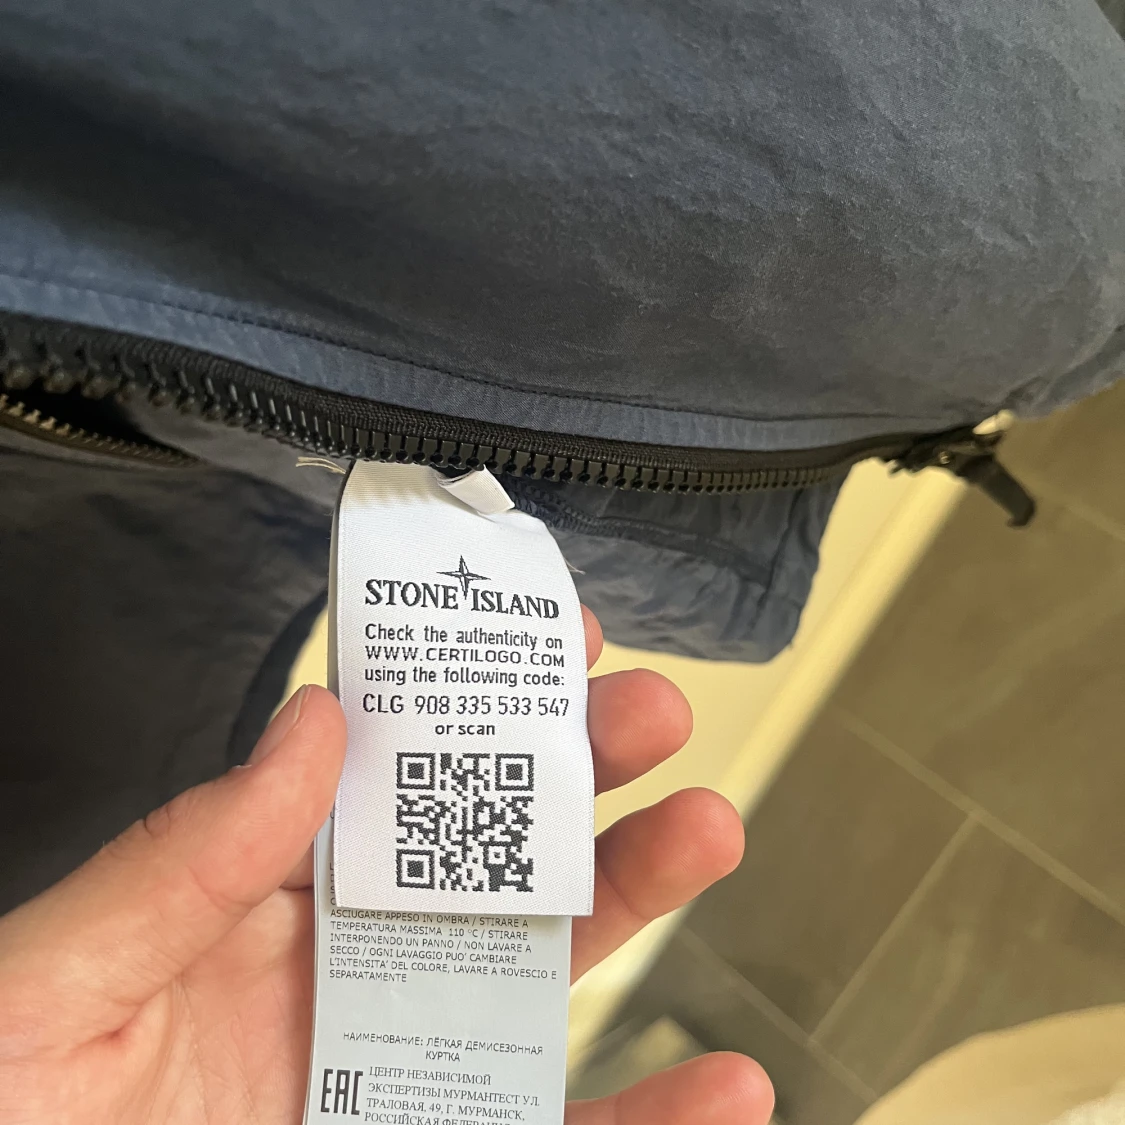 STONE ISLAND
Check the authenticity on
WWW.CERTILOGO.COM
using the following code:
CLG 908 335 533 547
or scan
ASCIUGARE APPESO IN OMBRA / STIRARE A
TEMPERATURA MASSIMA 110 °C / STIRARE
INTERPONENDO UN PANNO / NON LAVARE A
SECCO / OGNI LAVAGGIO PUO' CAMBIARE
L'INTENSITA' DEL COLORE, LAVARE A ROVESCIO E
SEPARATAMENTE
НАИМЕНОВАНИЕ: ЛЁГКАЯ ДЕМИСЕЗОННАЯ
КУРТКА
EAC
ЦЕНТР НЕЗАВИСИМОЙ
ЭКСПЕРТИЗЫ МУРМАНТЕСТ УЛ.
ТРАЛОВАЯ, 49, Г. МУРМАНСК,
РОССИЙСКАЯ